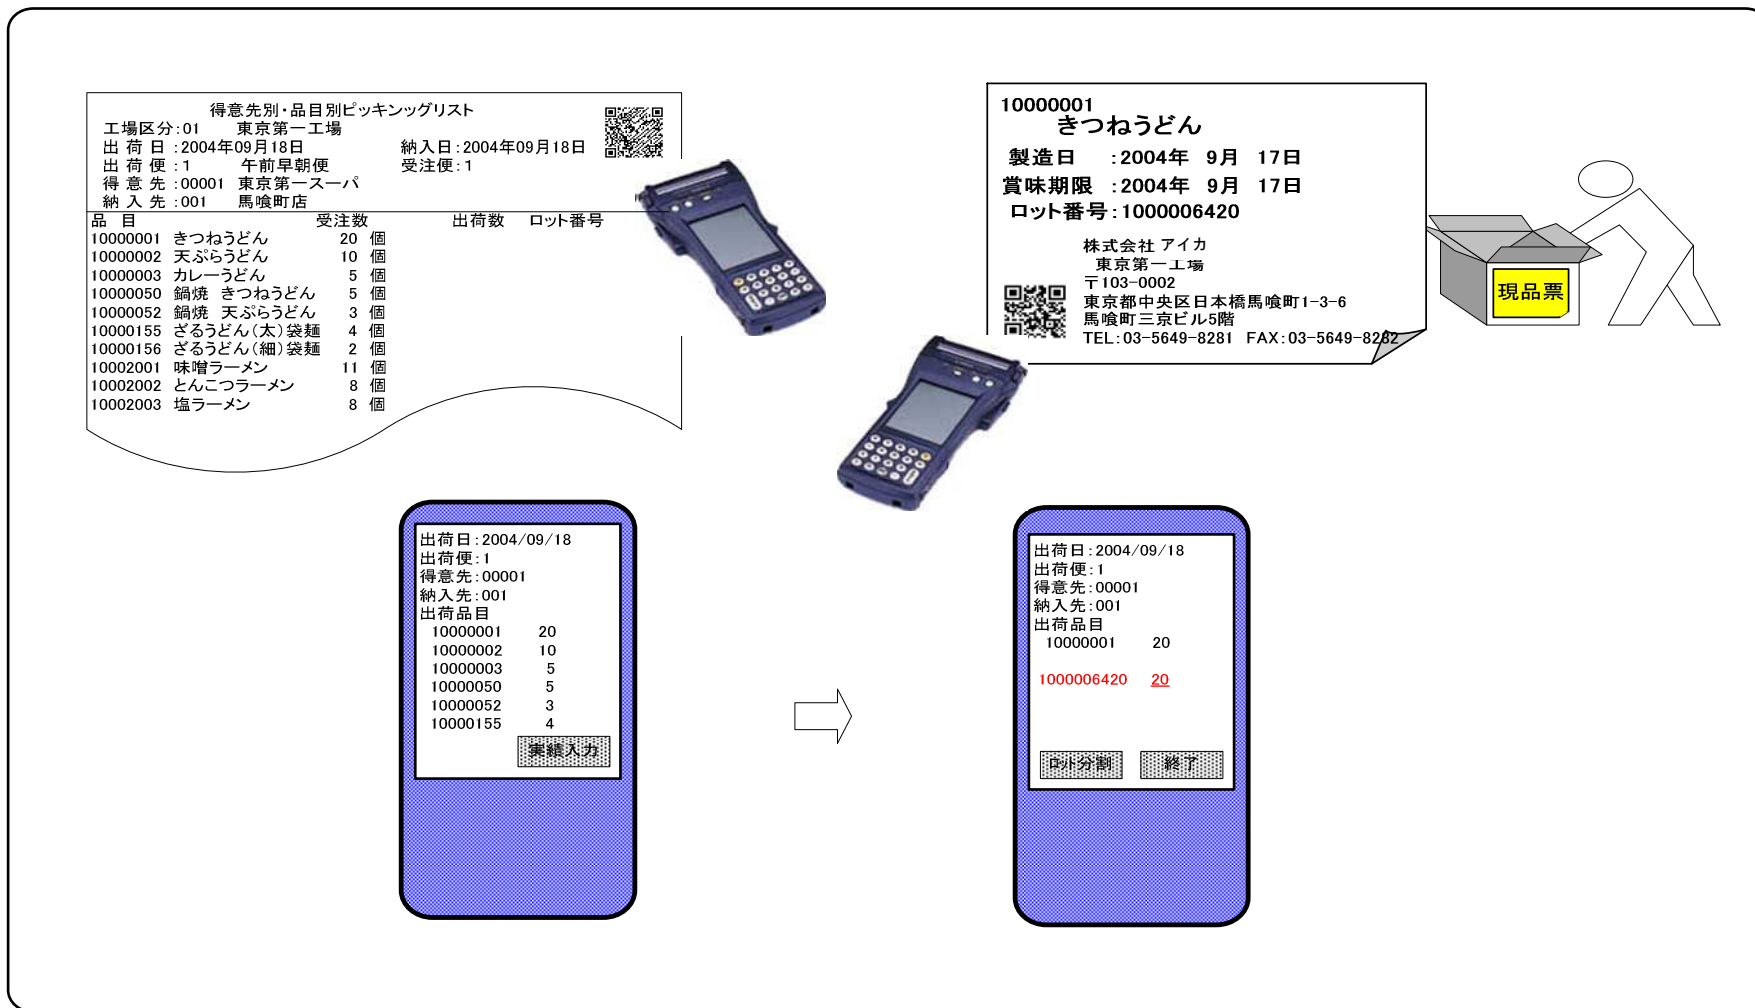 得意先別・品目別ピッキンッグリスト
工場区分:01 東京第一工場
出 荷 日 :2004年09月18日 納入日:2004年09月18日
出 荷 便 :1 午前早朝便 受注便:1
得 意 先 :00001 東京第一スーパ
納 入 先 :001 馬喰町店
品 目 受注数 出荷数 ロット番号
10000001 きつねうどん 20 個
10000002 天ぷらうどん 10 個
10000003 カレーうどん 5 個
10000050 鍋焼 きつねうどん 5 個
10000052 鍋焼 天ぷらうどん 3 個
10000155 ざるうどん(太)袋麺 4 個
10000156 ざるうどん(細)袋麺 2 個
10002001 味噌ラーメン 11 個
10002002 とんこつラーメン 8 個
10002003 塩ラーメン 8 個
10000001
きつねうどん
製造日 :2004年 9月 17日
賞味期限 :2004年 9月 17日
ロット番号:1000006420
株式会社 アイカ
東京第一工場
〒103-0002
東京都中央区日本橋馬喰町1-3-6
馬喰町三京ビル5階
TEL:03-5649-8281 FAX:03-5649-8282
現品票
出荷日:2004/09/18
出荷便:1
得意先:00001
納入先:001
出荷品目
10000001 20
10000002 10
10000003 5
10000050 5
10000052 3
10000155 4
実績入力
出荷日:2004/09/18
出荷便:1
得意先:00001
納入先:001
出荷品目
10000001 20
1000006420 20
ロット分割 終了